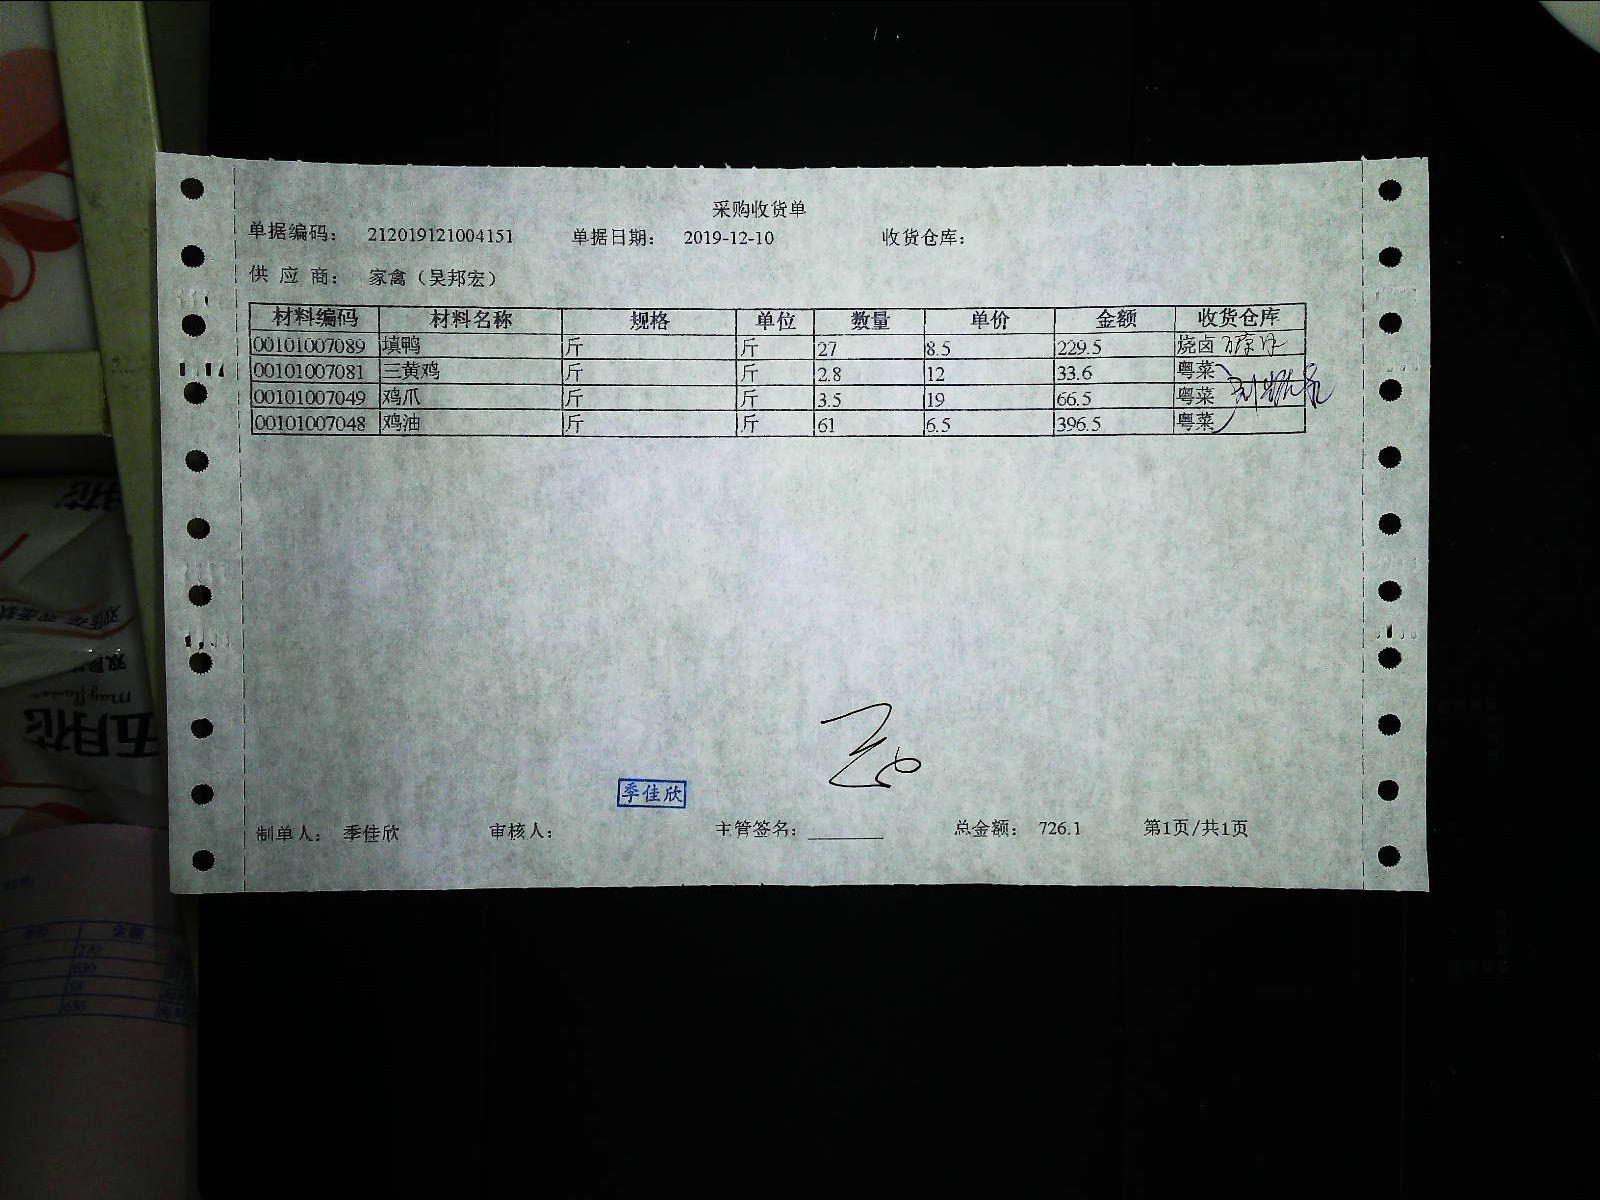 采购收货单
单据编码： 212019121004151 单据日期： 2019-12-10 收货仓库：
供 应 商： 家禽（吴邦宏）
材料编码 材料名称 规格 单位 数量 单价 金额 收货仓库
00101007089 填鸭 斤 斤 27 8.5 229.5 烧卤
00101007081 三黄鸡 斤 斤 2.8 12 33.6 粤菜
00101007049 鸡爪 斤 斤 3.5 19 66.5 粤菜
00101007048 鸡油 斤 斤 61 6.5 396.5 粤菜
季佳欣
制单人： 季佳欣 审核人： 主管签名： 总金额： 726.1 第1页/共1页
五月花
mayflower
金额